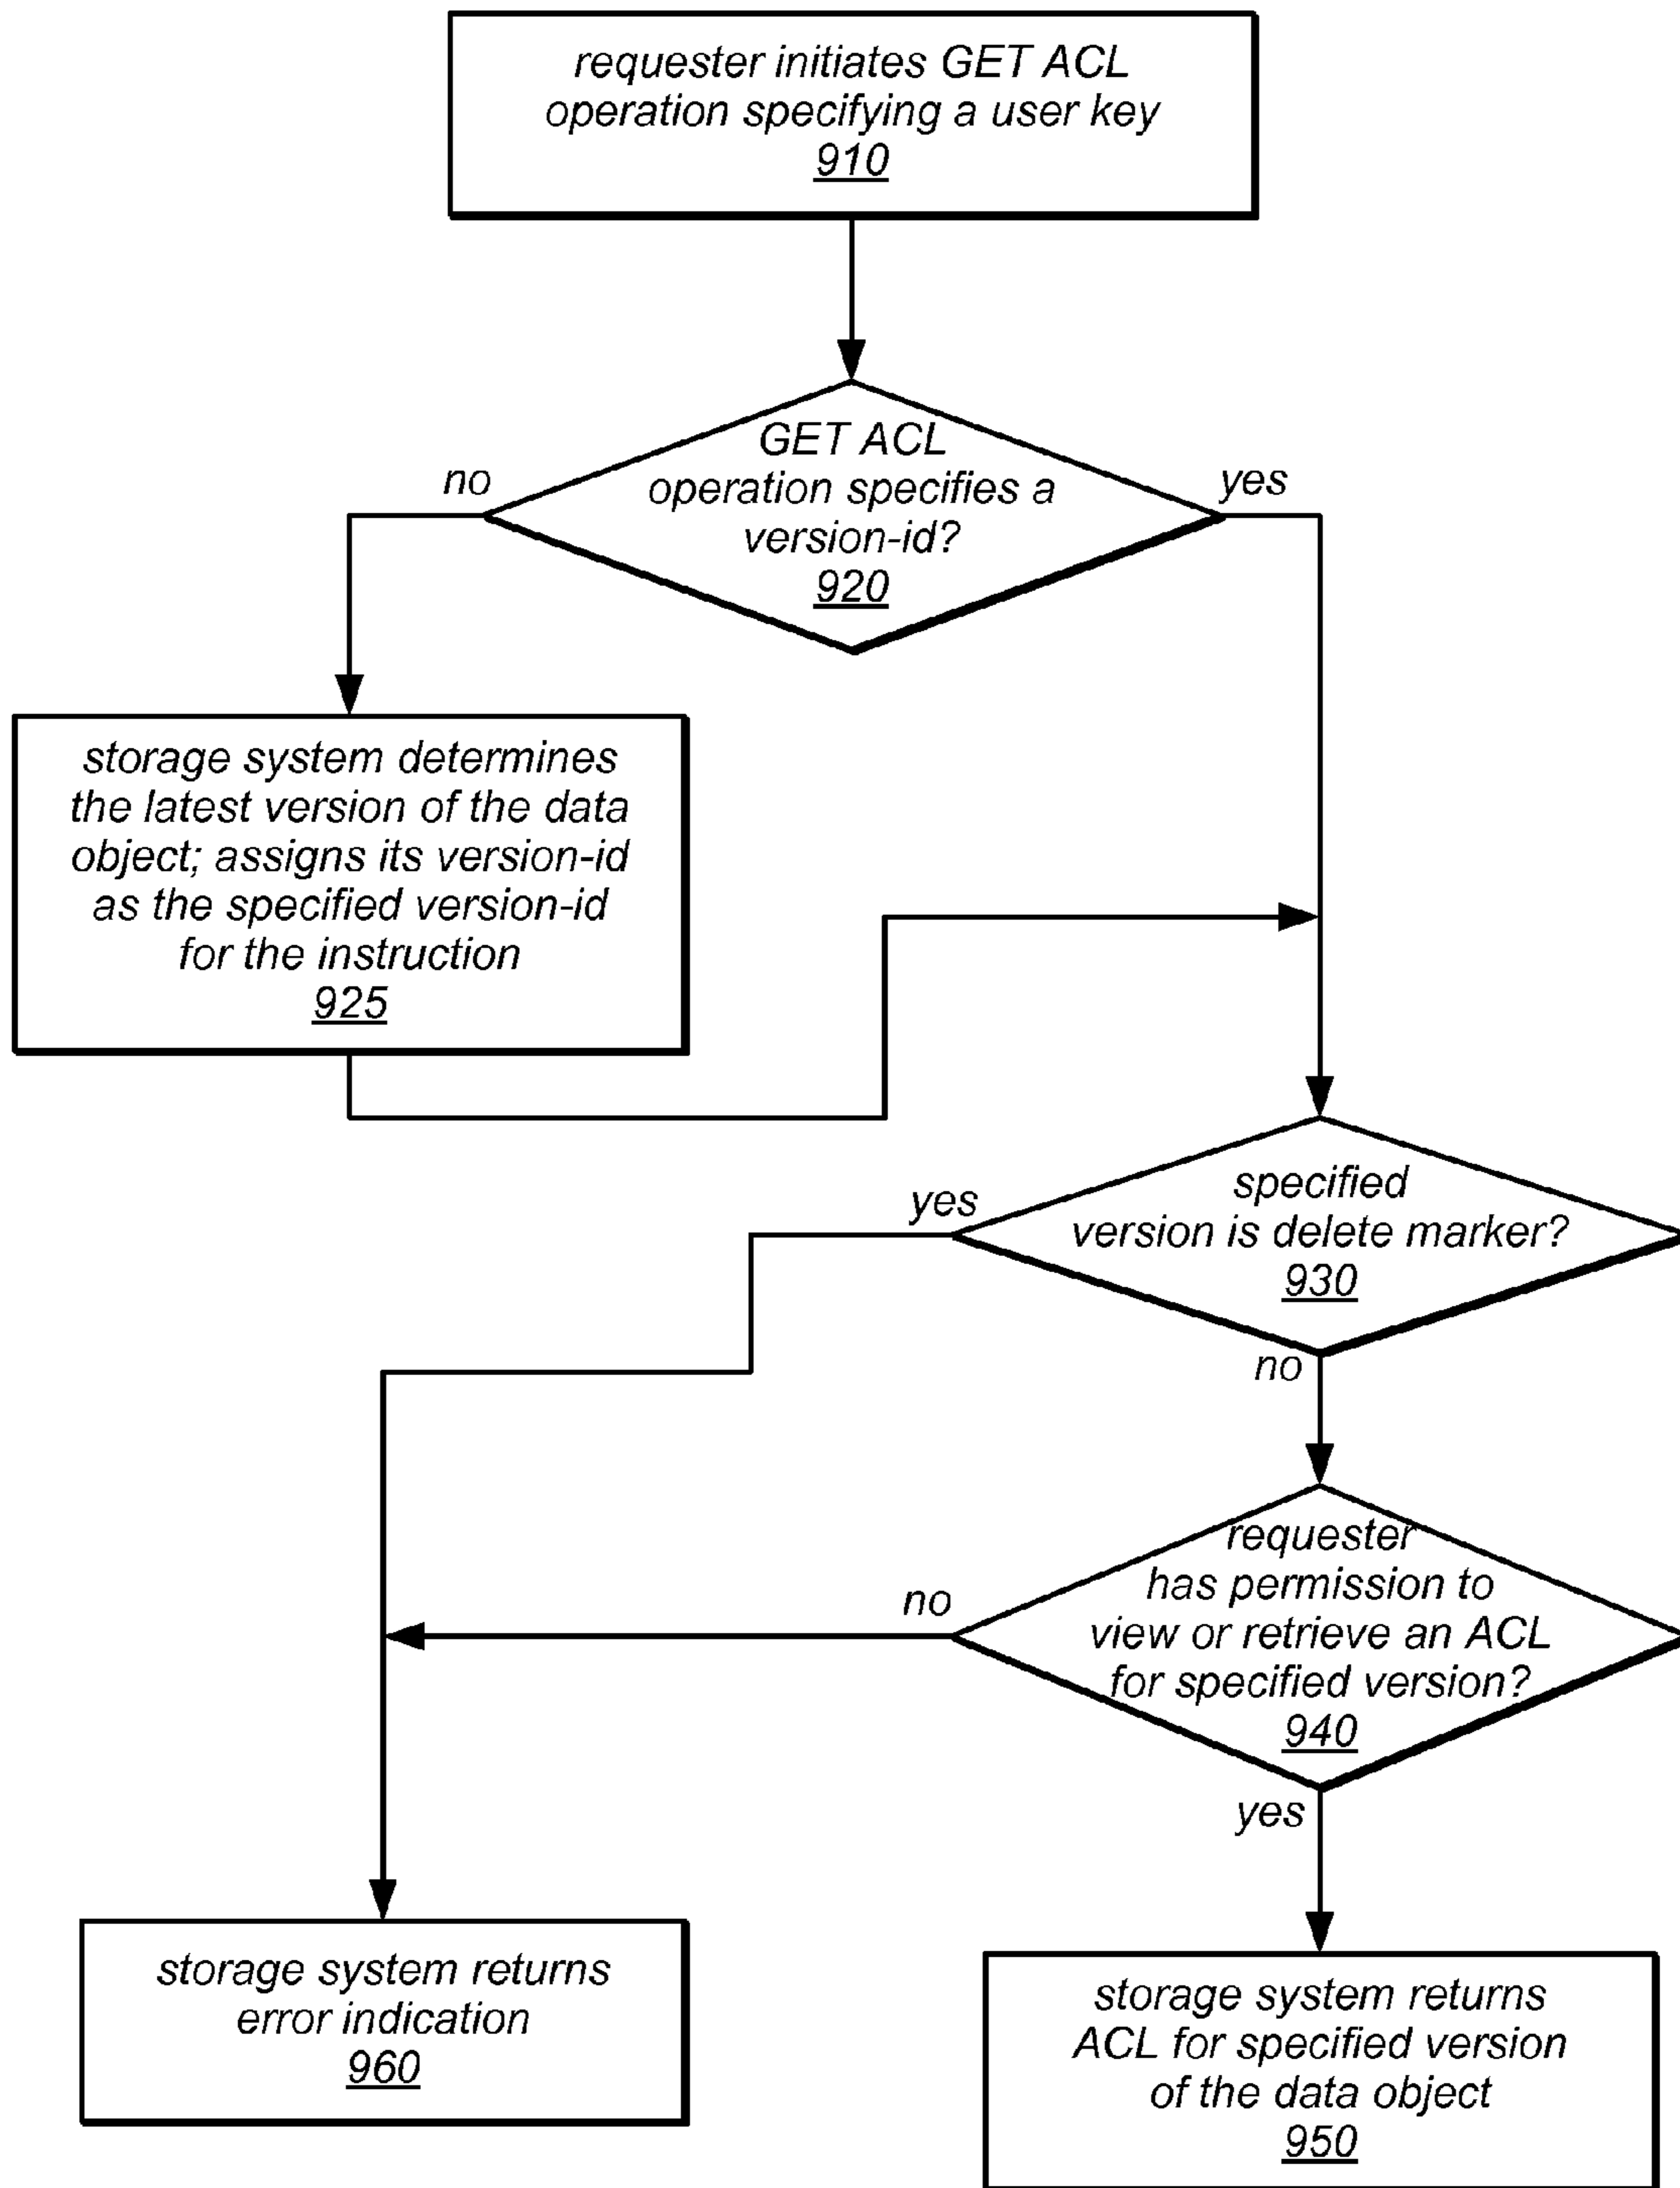 requester initiates GET ACL
operation specifying a user key
910
GET ACL
operation specifies a
version-id?
920
no
yes
storage system determines
the latest version of the data
object; assigns its version-id
as the specified version-id
for the instruction
925
specified
version is delete marker?
930
yes
no
requester
has permission to
view or retrieve an ACL
for specified version?
940
no
yes
storage system returns
error indication
960
storage system returns
ACL for specified version
of the data object
950